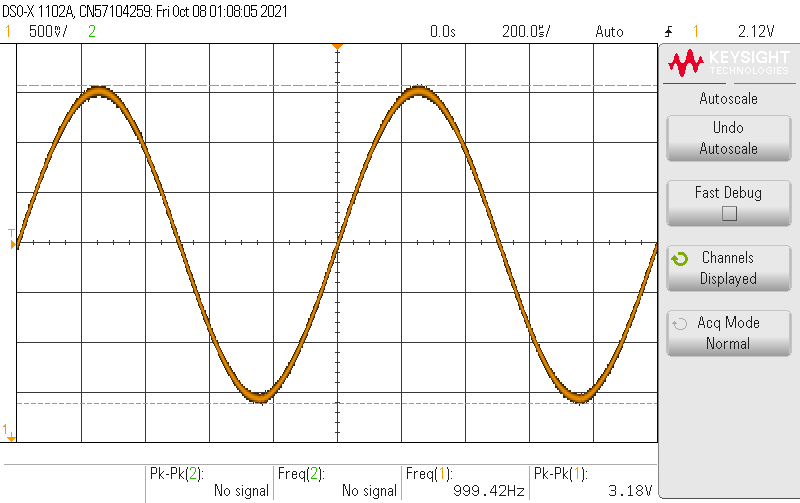 DSO-X 1102A, CN57104259: Fri Oct 08 01:08:05 2021
1 500mV/ 2 0.0s 200.0us/ Auto 1 2.12V
KEYSIGHT
TECHNOLOGIES
Autoscale
Undo
Autoscale
Fast Debug
T
Channels
Displayed
Acq Mode
Normal
1
Pk-Pk(2): Freq(2): Freq(1): Pk-Pk(1):
No signal No signal 999.42Hz 3.18V